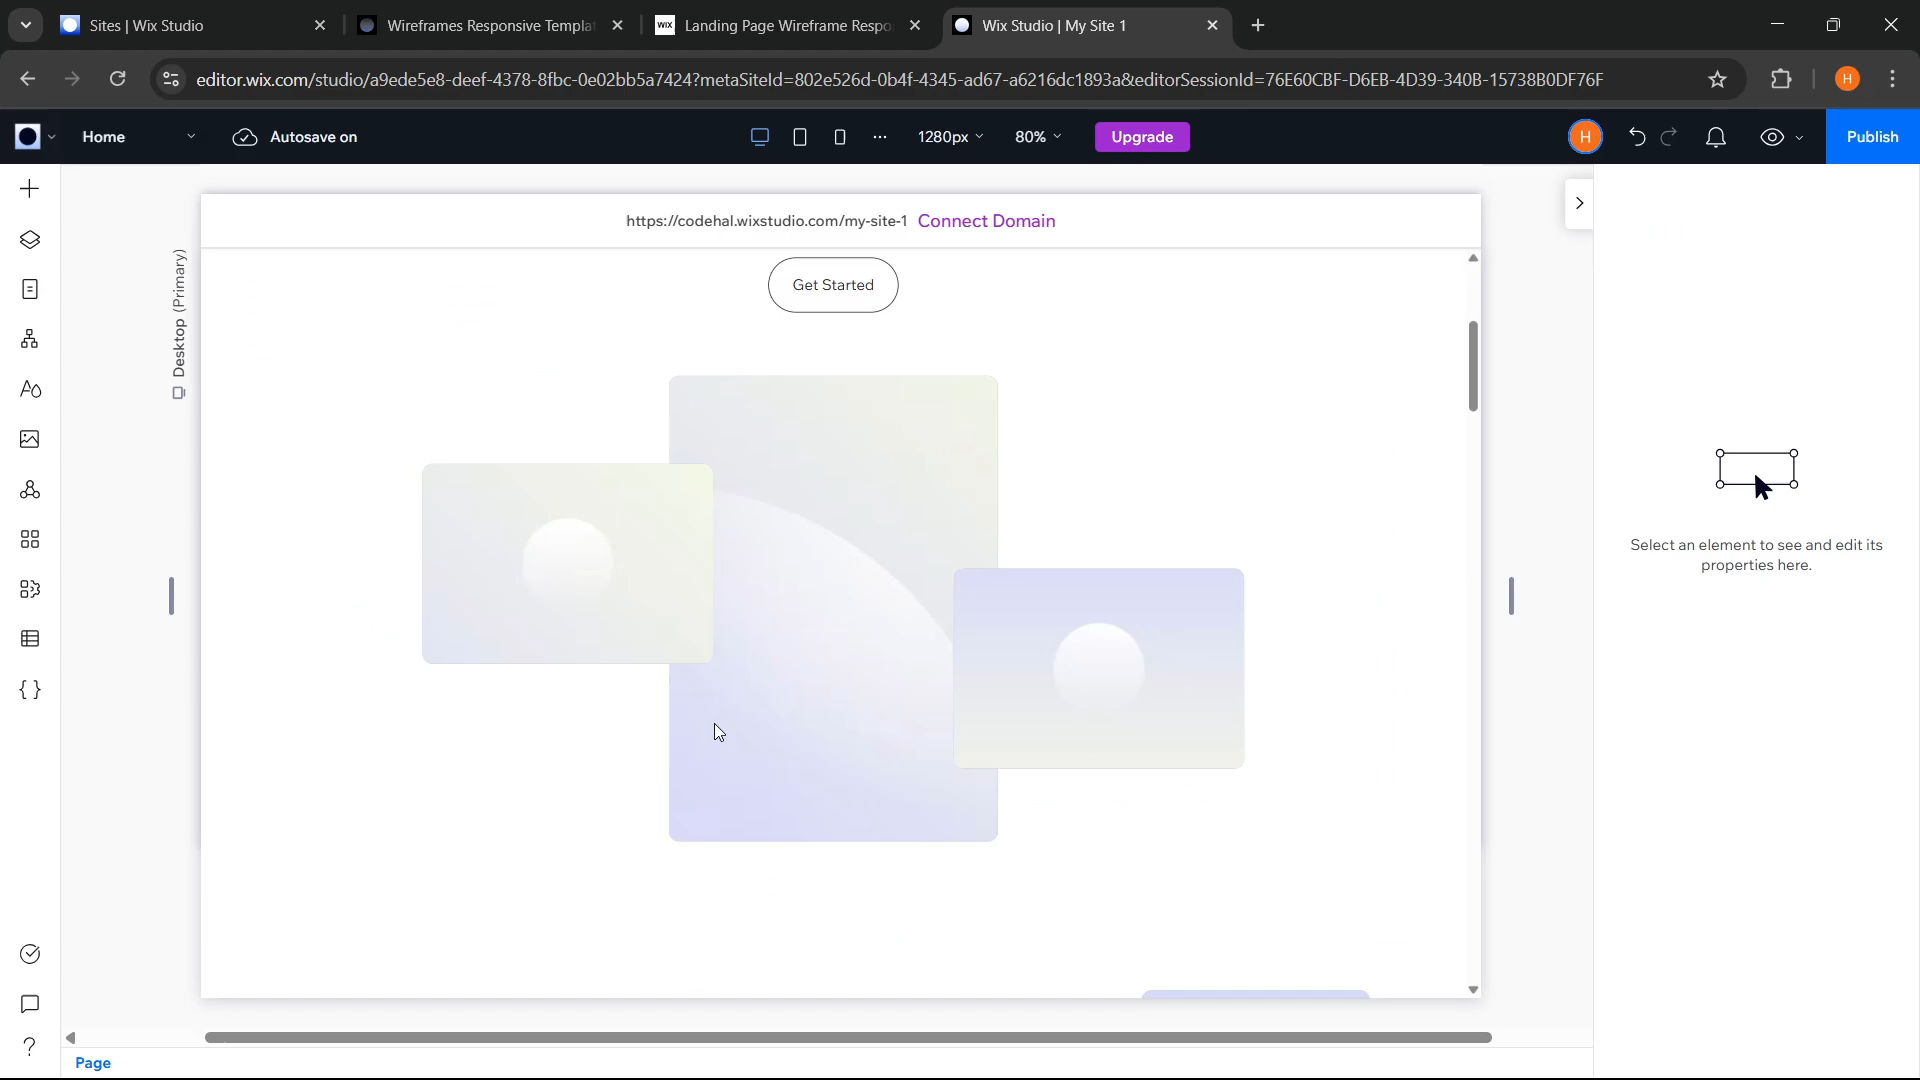 Sites | Wix Studio
Wireframes Responsive Templa
WIX
Landing Page Wireframe Respo
Wix Studio | My Site 1
editor.wix.com/studio/a9ede5e8-deef-4378-8fbc-0e02bb5a7424?metaSiteId=802e526d-0b4f-4345-ad67-a6216dc1893a&editorSessionId=76E60CBF-D6EB-4D39-340B-15738B0DF76F
H
Home
Autosave on
1280px
80%
Upgrade
H
Publish
https://codehal.wixstudio.com/my-site-1 Connect Domain
Desktop (Primary)
Get Started
Select an element to see and edit its
properties here.
Page